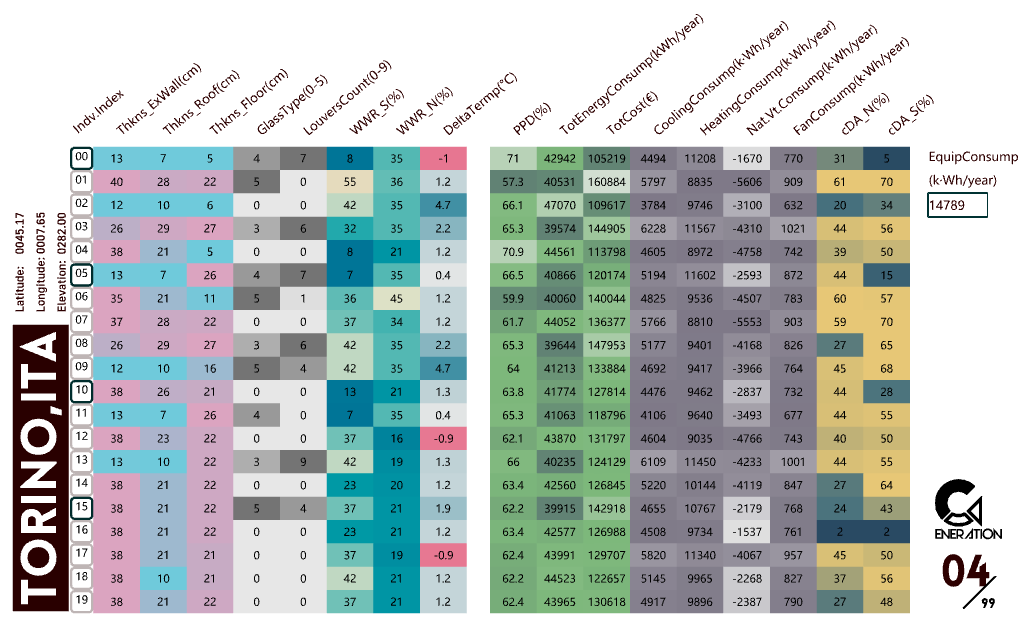 Indv.Index Thkns_ExWall(cm) Thkns_Roof(cm) Thkns_Floor(cm) GlassType(0-5) LouversCount(0-9) WWR_S(%) WWR_N(%) DeltaTermp(°C) PPD(%) TotEnergyConsump(kWh/year) TotCost(€) CoolingConsump(k·Wh/year) HeatingConsump(k·Wh/year) Nat.Vt.Consump(k·Wh/year) FanConsump(k·Wh/year) cDA_N(%) cDA_S(%)
00 13 7 5 4 7 8 35 -1 71 42942 105219 4494 11208 -1670 770 31 5
01 40 28 22 5 0 55 36 1.2 57.3 40531 160884 5797 8835 -5606 909 61 70
02 12 10 6 0 0 42 35 4.7 66.1 47070 109617 3784 9746 -3100 632 20 34
03 26 29 27 3 6 32 35 2.2 65.3 39574 144905 6228 11567 -4310 1021 44 56
04 38 21 5 0 0 8 21 1.2 70.9 44561 113798 4605 8972 -4758 742 39 50
05 13 7 26 4 7 7 35 0.4 66.5 40866 120174 5194 11602 -2593 872 44 15
06 35 21 11 5 1 36 45 1.2 59.9 40060 140044 4825 9536 -4507 783 60 57
07 37 28 22 0 0 37 34 1.2 61.7 44052 136377 5766 8810 -5553 903 59 70
08 26 29 27 3 6 42 35 2.2 65.3 39644 147953 5177 9401 -4168 826 27 65
09 12 10 16 5 4 42 35 4.7 64 41213 133884 4692 9417 -3966 764 45 68
10 38 26 21 0 0 13 21 1.3 63.8 41774 127814 4476 9462 -2837 732 44 28
11 13 7 26 4 0 7 35 0.4 65.3 41063 118796 4106 9640 -3493 677 44 55
12 38 23 22 0 0 37 16 -0.9 62.1 43870 131797 4604 9035 -4766 743 40 50
13 13 10 22 3 9 42 19 1.3 66 40235 124129 6109 11450 -4233 1001 44 55
14 38 21 22 0 0 23 20 1.2 63.4 42560 126845 5220 10144 -4119 847 27 64
15 38 21 22 5 4 37 21 1.9 62.2 39915 142918 4655 10767 -2179 768 24 43
16 38 21 22 0 0 23 21 1.2 63.4 42577 126988 4508 9734 -1537 761 2 2
17 38 21 21 0 0 37 19 -0.9 62.4 43991 129707 5820 11340 -4067 957 45 50
18 38 10 21 0 0 42 21 1.2 62.2 44523 122657 5145 9965 -2268 827 37 56
19 38 21 22 0 0 37 21 1.2 62.4 43965 130618 4917 9896 -2387 790 27 48
EquipConsump
(k·Wh/year)
14789
Latitude: 0045.17
Longitude: 0007.65
Elevation: 0282.00
TORINO,ITA
ENERATION
04
99